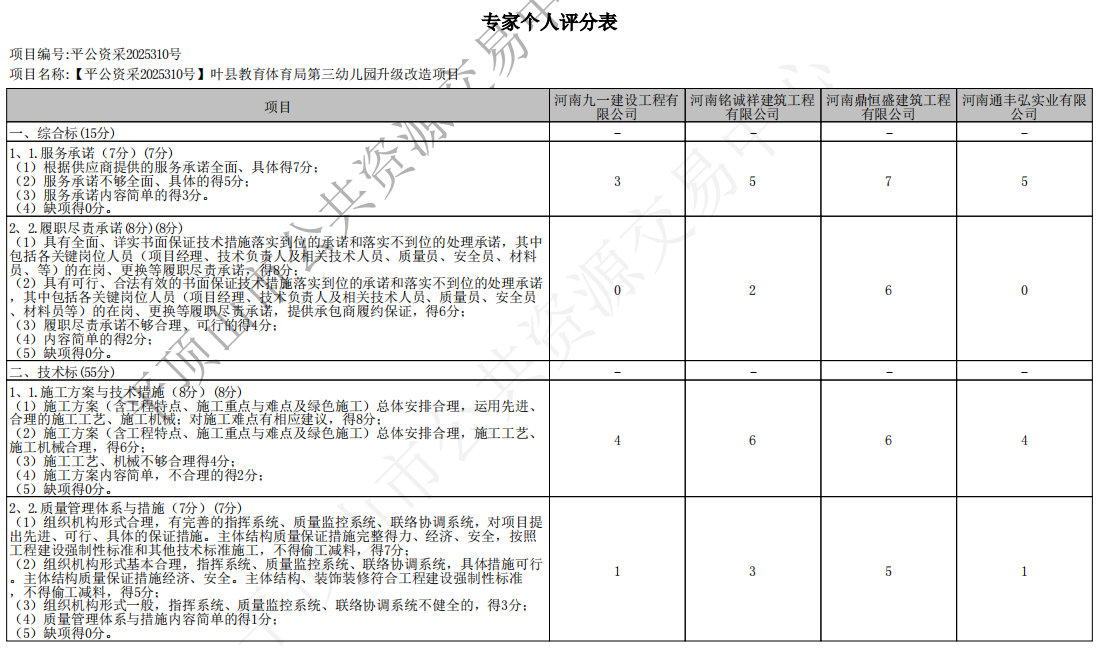 专家个人评分表
项目编号:平公资采2025310号
项目名称:【平公资采2025310号】叶县教育体育局第三幼儿园升级改造项目
项目
河南九一建设工程有
限公司
河南铭诚祥建筑工程
有限公司
河南鼎恒盛建筑工程
有限公司
河南通丰弘实业有限
公司
一、综合标(15分)
–
–
–
–
1、1.服务承诺（7分）(7分)
（1）根据供应商提供的服务承诺全面、具体得7分；
（2）服务承诺不够全面、具体的得5分；
（3）服务承诺内容简单的得3分。
（4）缺项得0分。
3
5
7
5
2、2.履职尽责承诺(8分)(8分)
（1）具有全面、详实书面保证技术措施落实到位的承诺和落实不到位的处理承诺，其中
包括各关键岗位人员（项目经理、技术负责人及相关技术人员、质量员、安全员、材料
员、等）的在岗、更换等履职尽责承诺，得8分；
（2）具有可行、合法有效的书面保证技术措施落实到位的承诺和落实不到位的处理承诺
，其中包括各关键岗位人员（项目经理、技术负责人及相关技术人员、质量员、安全员
、材料员等）的在岗、更换等履职尽责承诺，提供承包商履约保证，得6分；
（3）履职尽责承诺不够合理、可行的得4分；
（4）内容简单的得2分；
（5）缺项得0分。
0
2
6
0
二、技术标(55分)
–
–
–
–
1、1.施工方案与技术措施（8分）(8分)
（1）施工方案（含工程特点、施工重点与难点及绿色施工）总体安排合理，运用先进、
合理的施工工艺、施工机械；对施工难点有相应建议，得8分；
（2）施工方案（含工程特点、施工重点与难点及绿色施工）总体安排合理，施工工艺、
施工机械合理，得6分；
（3）施工工艺、机械不够合理得4分；
（4）施工方案内容简单，不合理的得2分；
（5）缺项得0分。
4
6
6
4
2、2.质量管理体系与措施（7分）(7分)
（1）组织机构形式合理，有完善的指挥系统、质量监控系统、联络协调系统，对项目提
出先进、可行、具体的保证措施。主体结构质量保证措施完整得力、经济、安全，按照
工程建设强制性标准和其他技术标准施工，不得偷工减料，得7分；
（2）组织机构形式基本合理，指挥系统、质量监控系统、联络协调系统，具体措施可行
。主体结构质量保证措施经济、安全。主体结构、装饰装修符合工程建设强制性标准
，不得偷工减料，得5分；
（3）组织机构形式一般，指挥系统、质量监控系统、联络协调系统不健全的，得3分；
（4）质量管理体系与措施内容简单的得1分；
（5）缺项得0分。
1
3
5
1
平顶山市公共资源交易中
顶山市公共资源交易中心